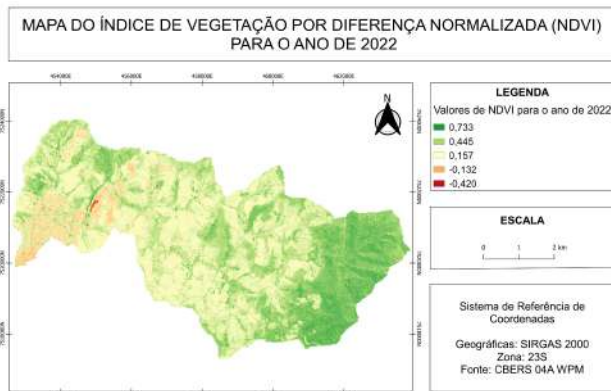 MAPA DO ÍNDICE DE VEGETAÇÃO POR DIFERENÇA NORMALIZADA (NDVI)
PARA O ANO DE 2022
N
LEGENDA
Valores de NDVI para o ano de 2022
0,733
0,445
0,157
-0,132
-0,420
ESCALA
0 1 2 km
Sistema de Referência de
Coordenadas
Geográficas: SIRGAS 2000
Zona: 23S
Fonte: CBERS 04A WPM